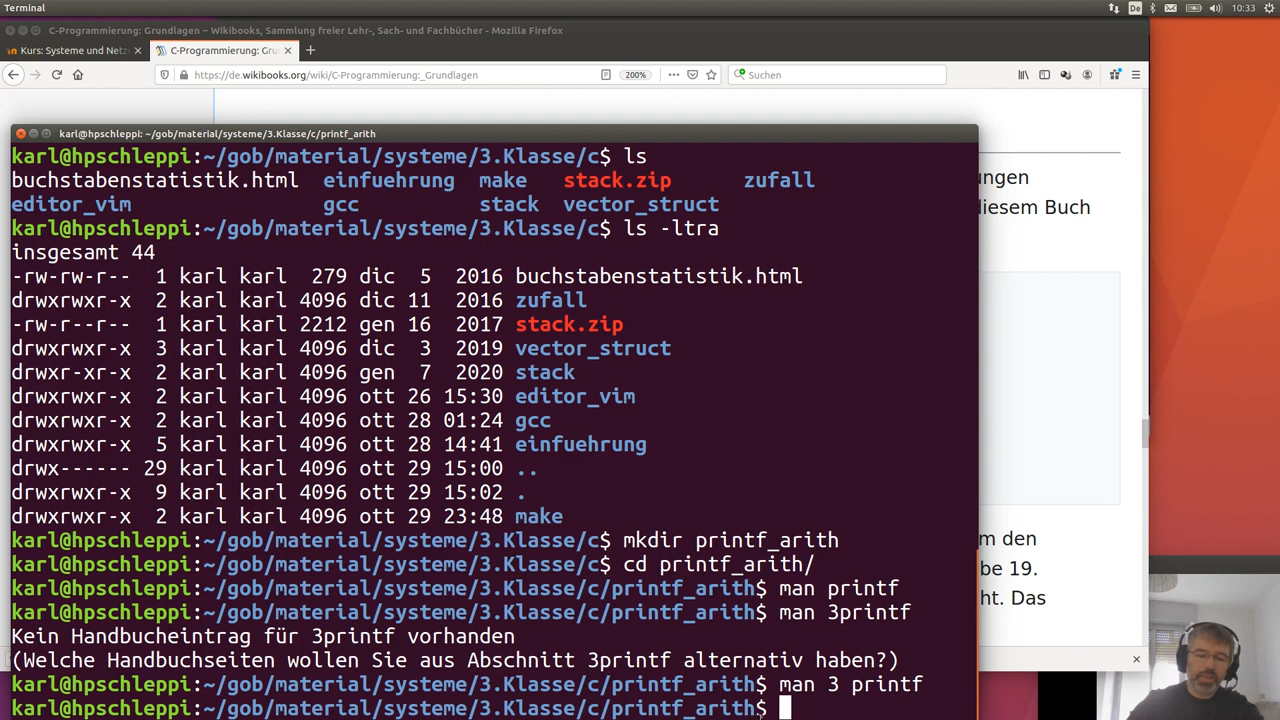 Terminal
De
10:33
C-Programmierung: Grundlagen – Wikibooks, Sammlung freier Lehr-, Sach- und Fachbücher - Mozilla Firefox
Kurs: Systeme und Netz
C-Programmierung: Gru
https://de.wikibooks.org/wiki/C-Programmierung:_Grundlagen
200%
Suchen
karl@hpschleppi: ~/gob/material/systeme/3.Klasse/c/printf_arith
karl@hpschleppi:~/gob/material/systeme/3.Klasse/c$ ls
buchstabenstatistik.html einfuehrung make stack.zip zufall
editor_vim gcc stack vector_struct
karl@hpschleppi:~/gob/material/systeme/3.Klasse/c$ ls -ltra
insgesamt 44
-rw-rw-r-- 1 karl karl 279 dic 5 2016 buchstabenstatistik.html
drwxrwxr-x 2 karl karl 4096 dic 11 2016 zufall
-rw-r--r-- 1 karl karl 2212 gen 16 2017 stack.zip
drwxrwxr-x 3 karl karl 4096 dic 3 2019 vector_struct
drwxr-xr-x 2 karl karl 4096 gen 7 2020 stack
drwxrwxr-x 2 karl karl 4096 ott 26 15:30 editor_vim
drwxrwxr-x 2 karl karl 4096 ott 28 01:24 gcc
drwxrwxr-x 5 karl karl 4096 ott 28 14:41 einfuehrung
drwx------ 29 karl karl 4096 ott 29 15:00 ..
drwxrwxr-x 9 karl karl 4096 ott 29 15:02 .
drwxrwxr-x 2 karl karl 4096 ott 29 23:48 make
karl@hpschleppi:~/gob/material/systeme/3.Klasse/c$ mkdir printf_arith
karl@hpschleppi:~/gob/material/systeme/3.Klasse/c$ cd printf_arith/
karl@hpschleppi:~/gob/material/systeme/3.Klasse/c/printf_arith$ man printf
karl@hpschleppi:~/gob/material/systeme/3.Klasse/c/printf_arith$ man 3printf
Kein Handbucheintrag für 3printf vorhanden
(Welche Handbuchseiten wollen Sie aus Abschnitt 3printf alternativ haben?)
karl@hpschleppi:~/gob/material/systeme/3.Klasse/c/printf_arith$ man 3 printf
karl@hpschleppi:~/gob/material/systeme/3.Klasse/c/printf_arith$
ungen
diesem Buch
m den
be 19.
ht. Das